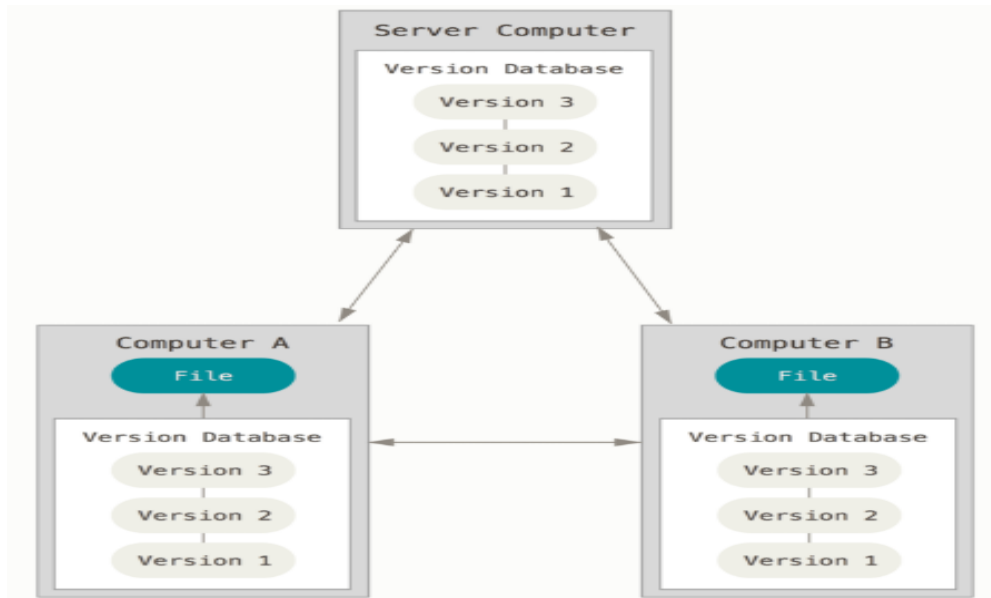 Server Computer
Version Database
Version 3
Version 2
Version 1
Computer A
File
Version Database
Version 3
Version 2
Version 1
Computer B
File
Version Database
Version 3
Version 2
Version 1